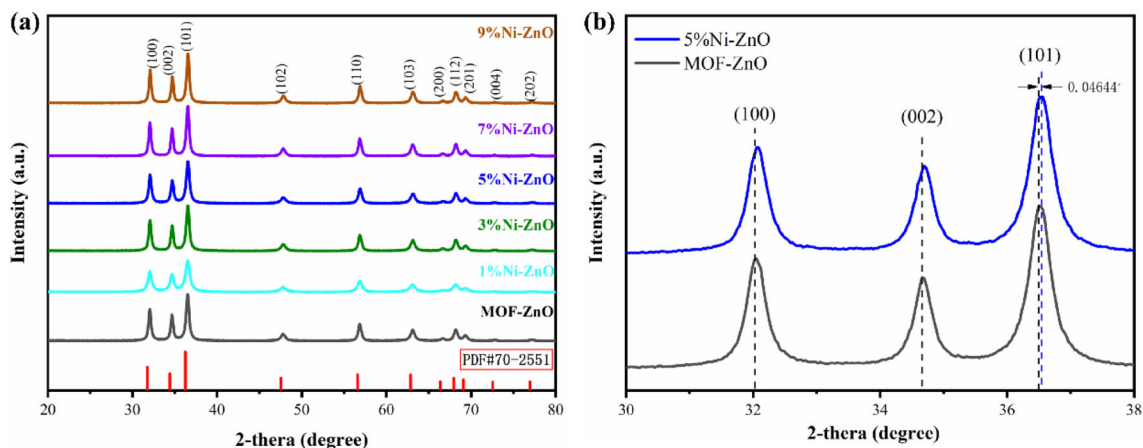 (a)
9%Ni-ZnO
(100)
(002)
(101)
(102)
(110)
(103)
(200)
(112)
(201)
(004)
(202)
7%Ni-ZnO
5%Ni-ZnO
3%Ni-ZnO
1%Ni-ZnO
MOF-ZnO
PDF#70-2551
Intensity (a.u.)
20 30 40 50 60 70 80
2-thera (degree)
(b)
5%Ni-ZnO
MOF-ZnO
(101)
0.04644°
(100)
(002)
Intensity (a.u.)
30 32 34 36 38
2-thera (degree)